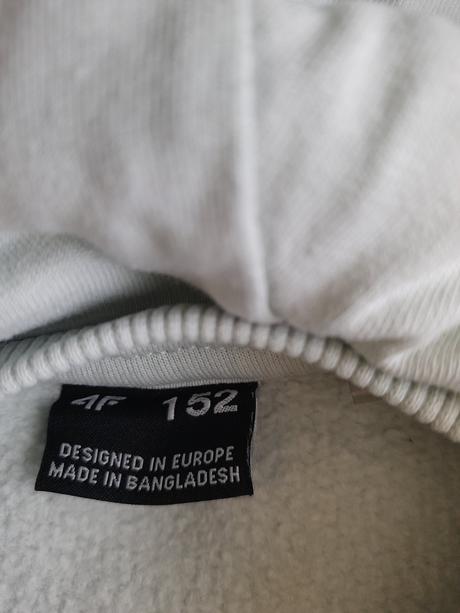 4F 152
DESIGNED IN EUROPE
MADE IN BANGLADESH